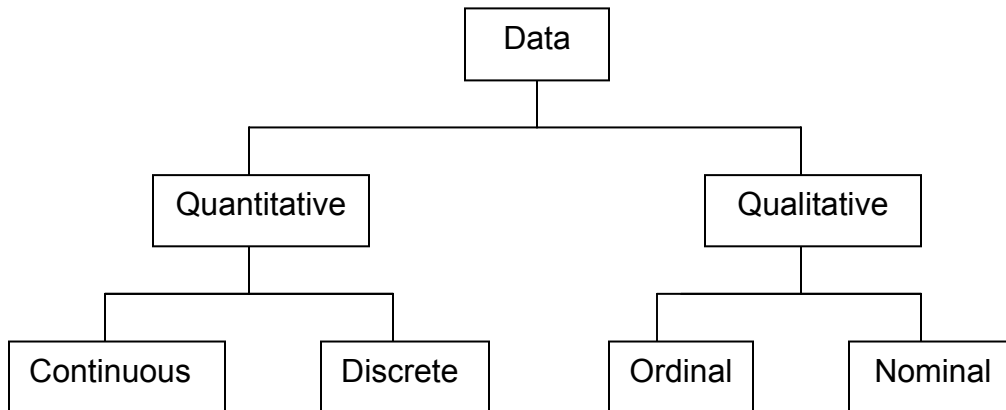 Data
Quantitative
Qualitative
Continuous
Discrete
Ordinal
Nominal